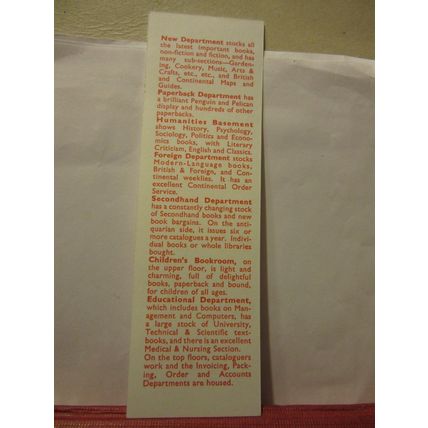 New Department stocks all
the latest important books,
non-fiction and fiction, and has
many sub-sections—Garden-
ing, Cookery, Music, Arts &
Crafts, etc., etc., and British
and Continental Maps and
Guides.
Paperback Department has
a brilliant Penguin and Pelican
display and hundreds of other
paperbacks.
Humanities Basement
shows History, Psychology,
Sociology, Politics and Econo-
mics books, with Literary
Criticism, English and Classics.
Foreign Department stocks
Modern-Language books,
British & Foreign, and Con-
tinental weeklies. It has an
excellent Continental Order
Service.
Secondhand Department
has a constantly changing stock
of Secondhand books and new
book bargains. On the anti-
quarian side, it issues six or
more catalogues a year. Indivi-
dual books or whole libraries
bought.
Children's Bookroom, on
the upper floor, is light and
charming, full of delightful
books, paperback and bound,
for children of all ages.
Educational Department,
which includes books on Man-
agement and Computers, has
a large stock of University,
Technical & Scientific text-
books, and there is an excellent
Medical & Nursing Section.
On the top floors, cataloguers
work and the Invoicing, Pack-
ing, Order and Accounts
Departments are housed.